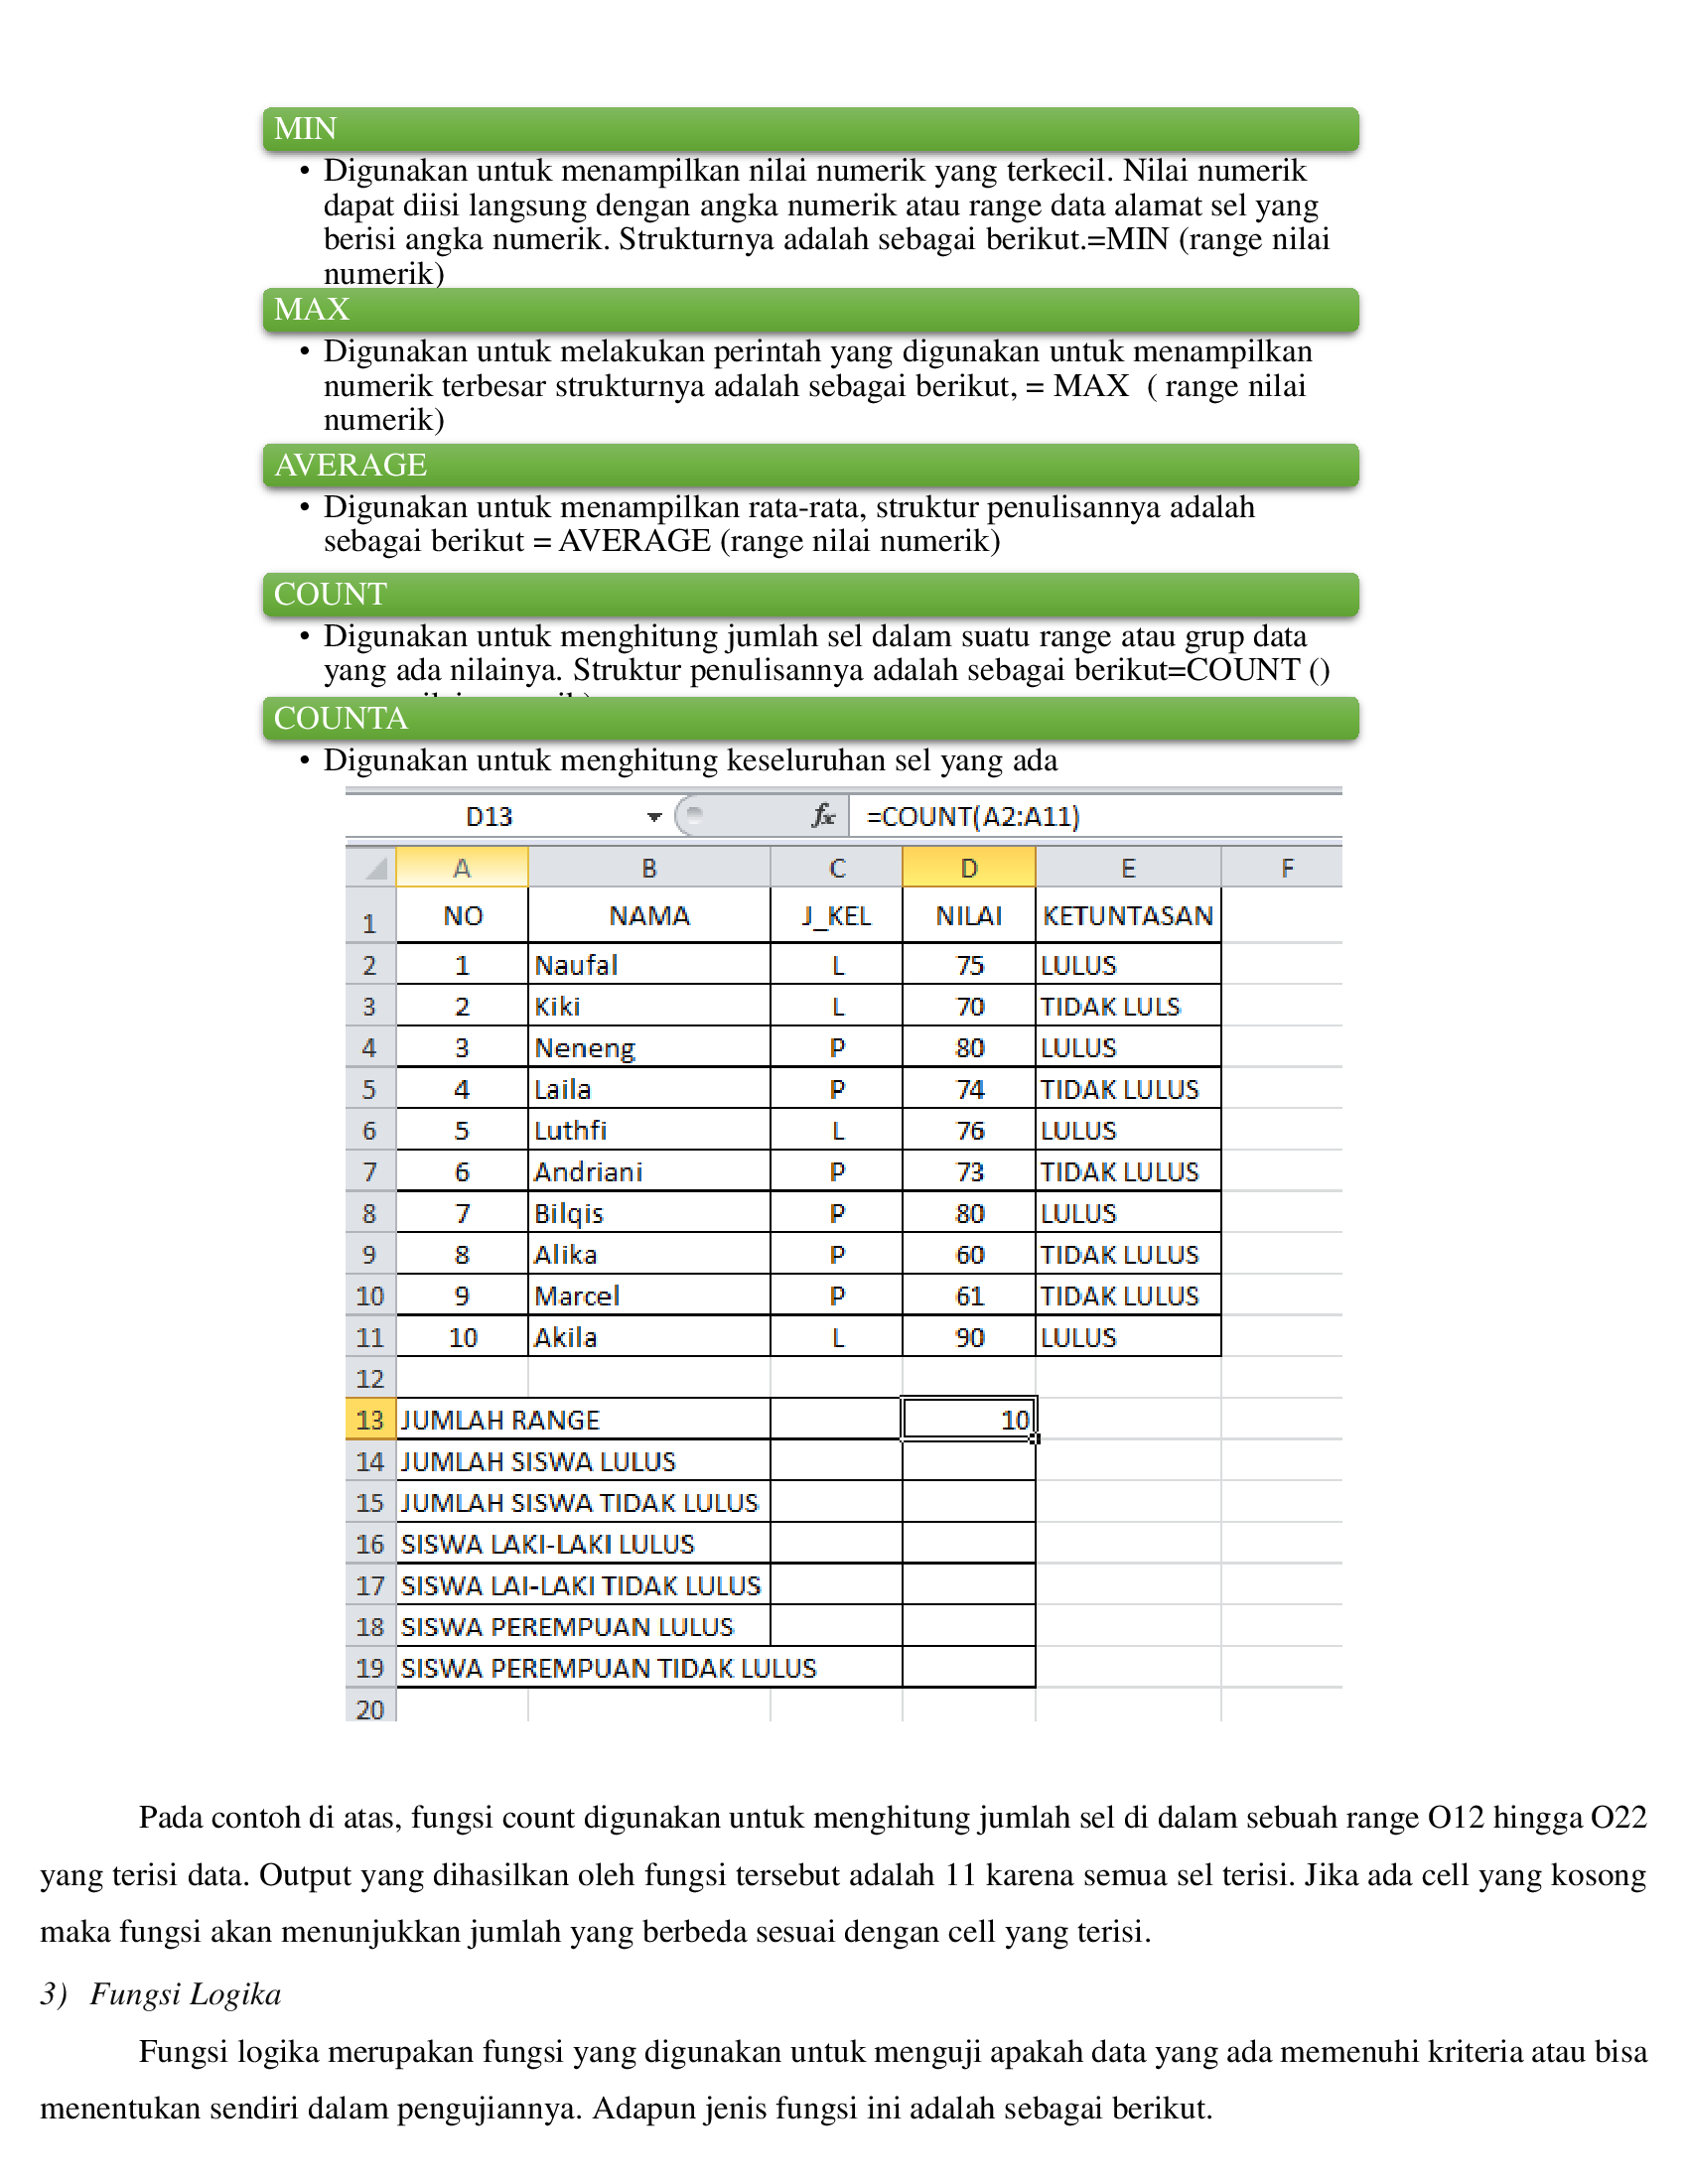 MIN
• Digunakan untuk menampilkan nilai numerik yang terkecil. Nilai numerik
dapat diisi langsung dengan angka numerik atau range data alamat sel yang
berisi angka numerik. Strukturnya adalah sebagai berikut.=MIN (range nilai
numerik)
MAX
• Digunakan untuk melakukan perintah yang digunakan untuk menampilkan
numerik terbesar strukturnya adalah sebagai berikut, = MAX ( range nilai
numerik)
AVERAGE
• Digunakan untuk menampilkan rata-rata, struktur penulisannya adalah
sebagai berikut = AVERAGE (range nilai numerik)
COUNT
• Digunakan untuk menghitung jumlah sel dalam suatu range atau grup data
yang ada nilainya. Struktur penulisannya adalah sebagai berikut=COUNT ()
COUNTA
• Digunakan untuk menghitung keseluruhan sel yang ada
D13 fx =COUNT(A2:A11)
A B C D E F
1 NO NAMA J_KEL NILAI KETUNTASAN
2 1 Naufal L 75 LULUS
3 2 Kiki L 70 TIDAK LULS
4 3 Neneng P 80 LULUS
5 4 Laila P 74 TIDAK LULUS
6 5 Luthfi L 76 LULUS
7 6 Andriani P 73 TIDAK LULUS
8 7 Bilqis P 80 LULUS
9 8 Alika P 60 TIDAK LULUS
10 9 Marcel P 61 TIDAK LULUS
11 10 Akila L 90 LULUS
12
13 JUMLAH RANGE 10
14 JUMLAH SISWA LULUS
15 JUMLAH SISWA TIDAK LULUS
16 SISWA LAKI-LAKI LULUS
17 SISWA LAI-LAKI TIDAK LULUS
18 SISWA PEREMPUAN LULUS
19 SISWA PEREMPUAN TIDAK LULUS
20
Pada contoh di atas, fungsi count digunakan untuk menghitung jumlah sel di dalam sebuah range O12 hingga O22
yang terisi data. Output yang dihasilkan oleh fungsi tersebut adalah 11 karena semua sel terisi. Jika ada cell yang kosong
maka fungsi akan menunjukkan jumlah yang berbeda sesuai dengan cell yang terisi.
3) Fungsi Logika
Fungsi logika merupakan fungsi yang digunakan untuk menguji apakah data yang ada memenuhi kriteria atau bisa
menentukan sendiri dalam pengujiannya. Adapun jenis fungsi ini adalah sebagai berikut.